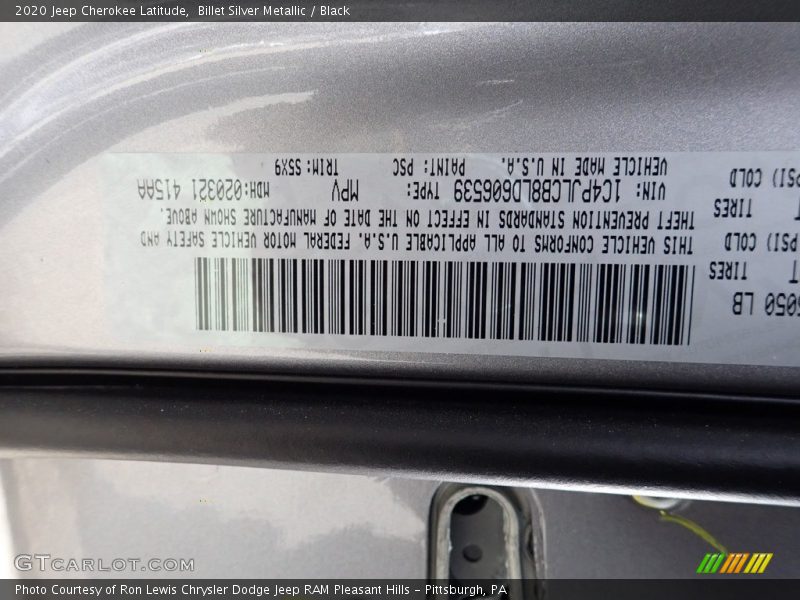 2020 Jeep Cherokee Latitude, Billet Silver Metallic / Black
LB
TIRES
PSI) COLD
TIRES
PSI) COLD
THIS VEHICLE CONFORMS TO ALL APPLICABLE U.S.A. FEDERAL MOTOR VEHICLE SAFETY AND
THEFT PREVENTION STANDARDS IN EFFECT ON THE DATE OF MANUFACTURE SHOWN ABOVE.
VIN: 1C4PJLCB8LD606539 TYPE: MPV MDH:020321 415AA
VEHICLE MADE IN U.S.A. PAINT: PSC TRIM: S5X9
GTCARLOT.COM
Photo Courtesy of Ron Lewis Chrysler Dodge Jeep RAM Pleasant Hills - Pittsburgh, PA